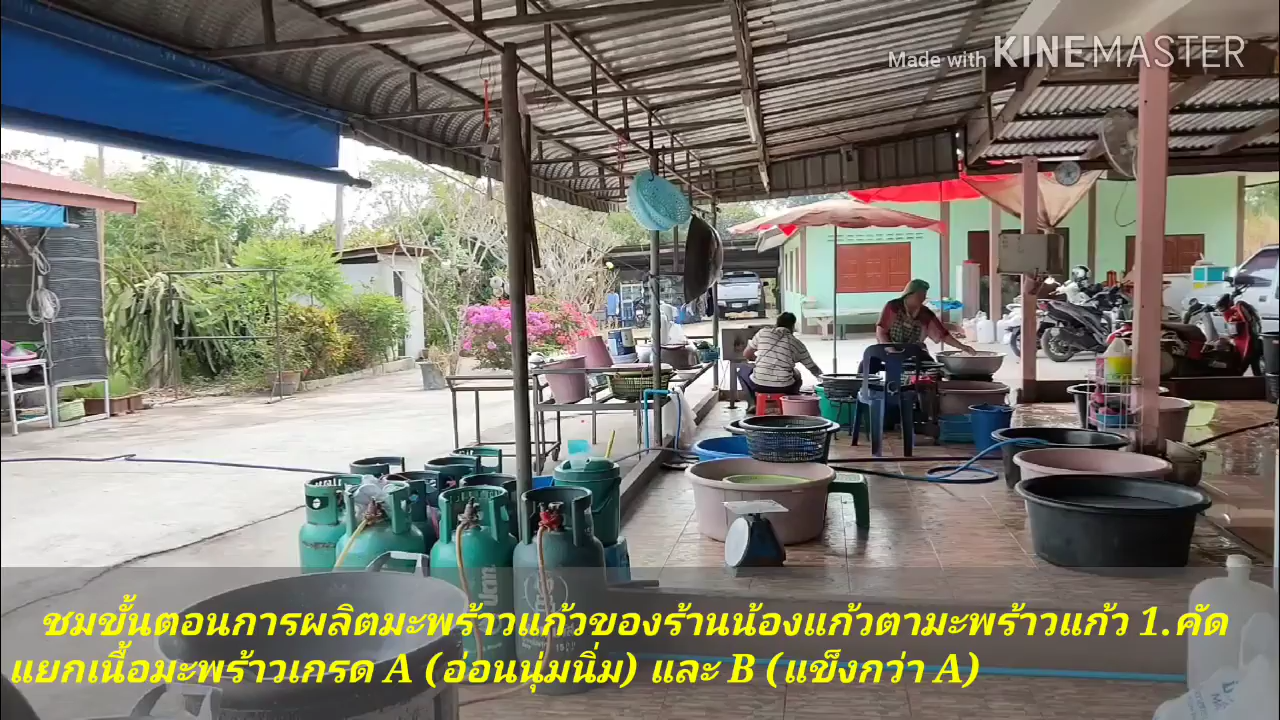 Made with KINEMASTER
ชมขั้นตอนการผลิตมะพร้าวแก้วของร้านน้องแก้วตามะพร้าวแก้ว 1.คัด
แยกเนื้อมะพร้าวเกรด A (อ่อนนุ่มนิ่ม) และ B (แข็งกว่า A)